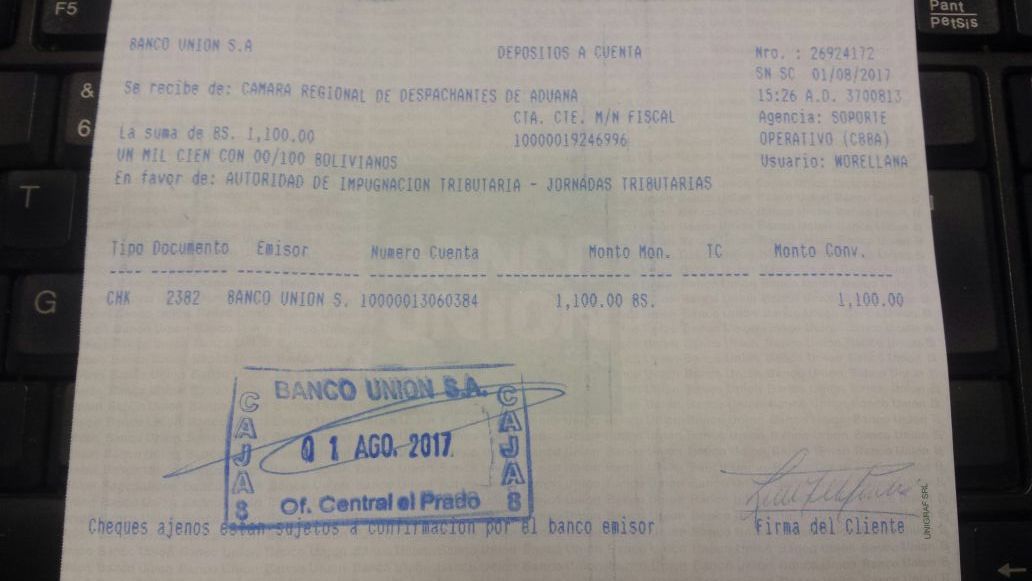 F5
Pant
PetSis
&
6
T
G
BANCO UNION S.A
DEPOSITOS A CUENTA
Nro. : 26924172
SN SC 01/08/2017
Se recibe de: CAMARA REGIONAL DE DESPACHANTES DE ADUANA
15:26 A.D. 3700813
CTA. CTE. M/N FISCAL
Agencia: SOPORTE
La suma de BS. 1,100.00
10000019246996
OPERATIVO (CBBA)
UN MIL CIEN CON 00/100 BOLIVIANOS
Usuario: WORELLANA
En favor de: AUTORIDAD DE IMPUGNACION TRIBUTARIA - JORNADAS TRIBUTARIAS
Tipo Documento Emisor Numero Cuenta Monto Mon. TC Monto Conv.
CHK 2382 BANCO UNION S. 10000013060384 1,100.00 BS. 1,100.00
BANCO UNION S.A.
CAJA 8
01 AGO. 2017
CAJA 8
Of. Central el Prado
Cheques ajenos estan sujetos a confirmacion por el banco emisor
Firma del Cliente
UNIGRAF SRL